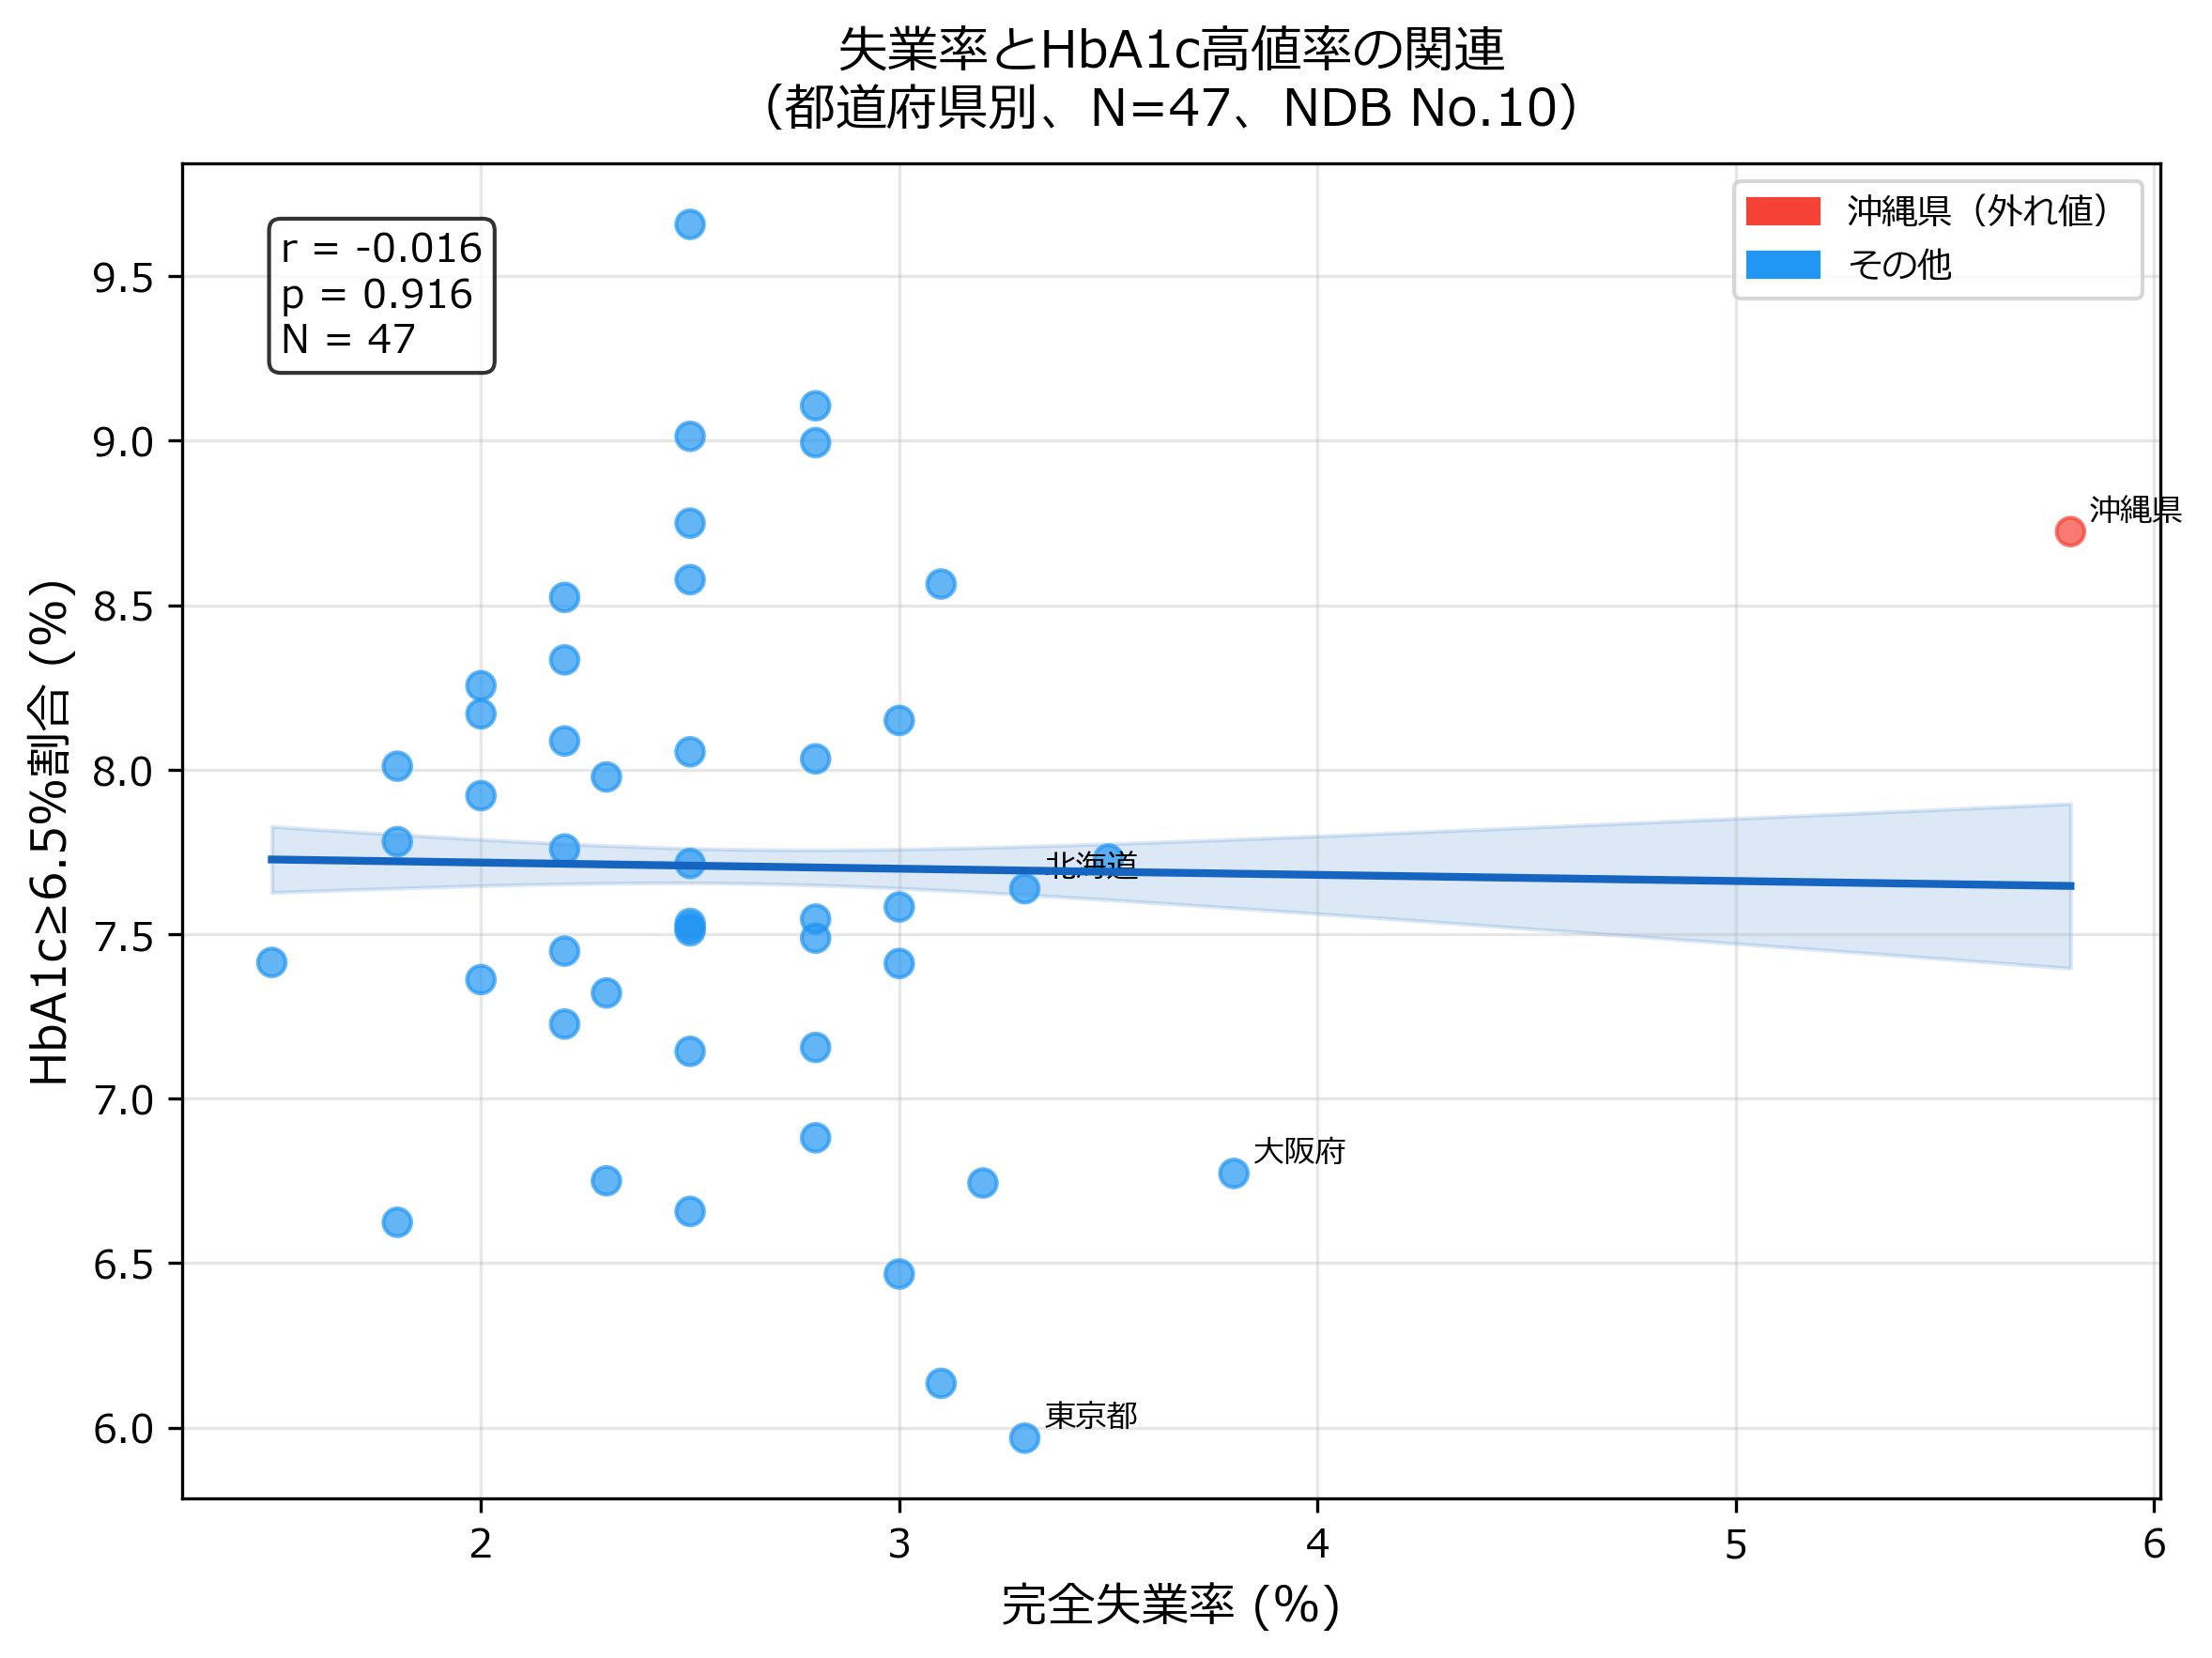 失業率とHbA1c高値率の関連
（都道府県別、N=47、NDB No.10）
r = -0.016
p = 0.916
N = 47
沖縄県（外れ値）
その他
HbA1c≥6.5%割合 (%)
9.5
9.0
8.5
8.0
7.5
7.0
6.5
6.0
沖縄県
北海道
大阪府
東京都
2
3
4
5
6
完全失業率 (%)